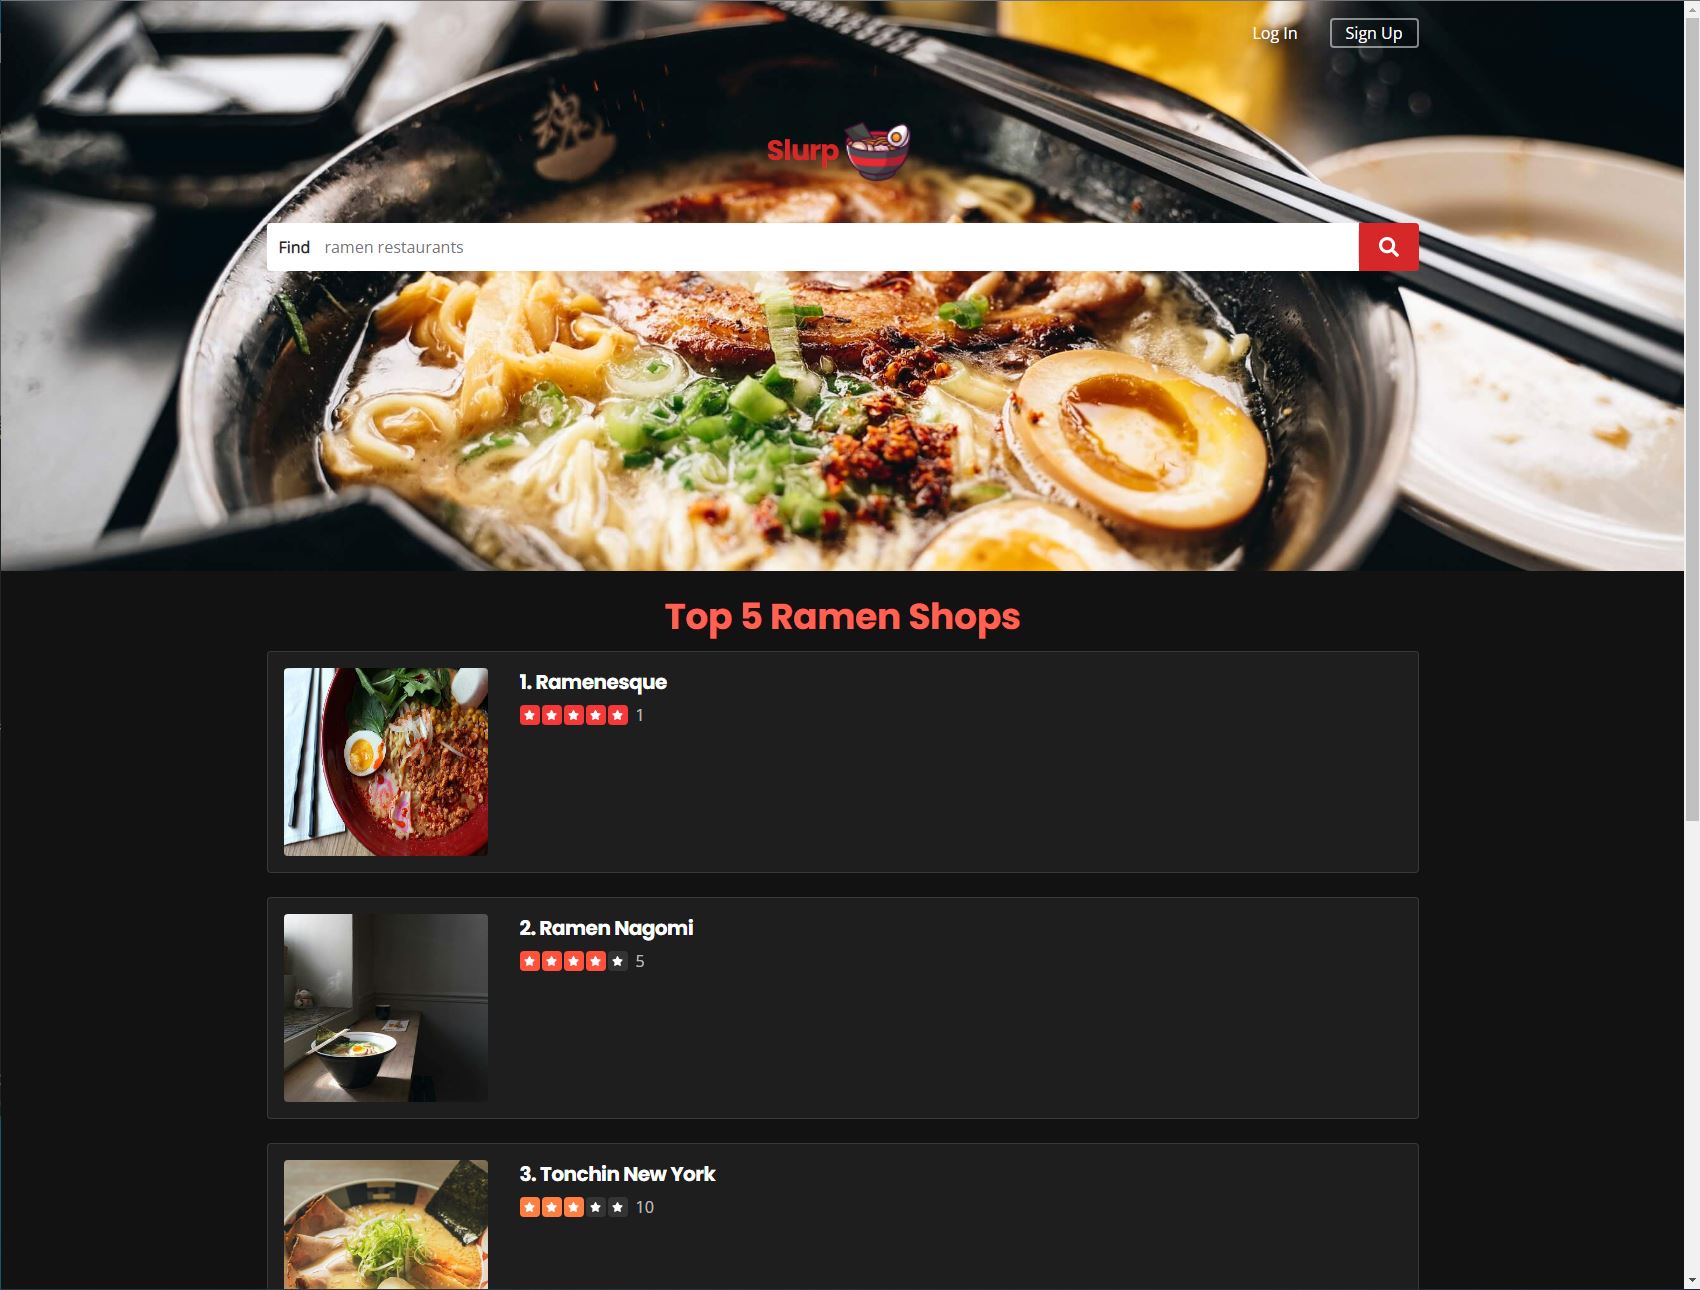 Log In
Sign Up
魂
Slurp
Find ramen restaurants
Top 5 Ramen Shops
1. Ramenesque
1
2. Ramen Nagomi
5
3. Tonchin New York
10